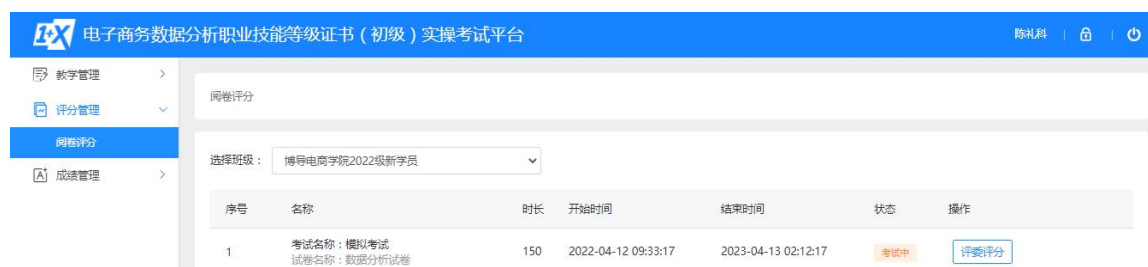 1+X 电子商务数据分析职业技能等级证书（初级）实操考试平台 陈礼科
教学管理
评分管理
阅卷评分
成绩管理
阅卷评分
选择班级： 博导电商学院2022级新学员
序号 名称 时长 开始时间 结束时间 状态 操作
1 考试名称：模拟考试 150 2022-04-12 09:33:17 2023-04-13 02:12:17 考试中 评委评分
试卷名称：数据分析试卷